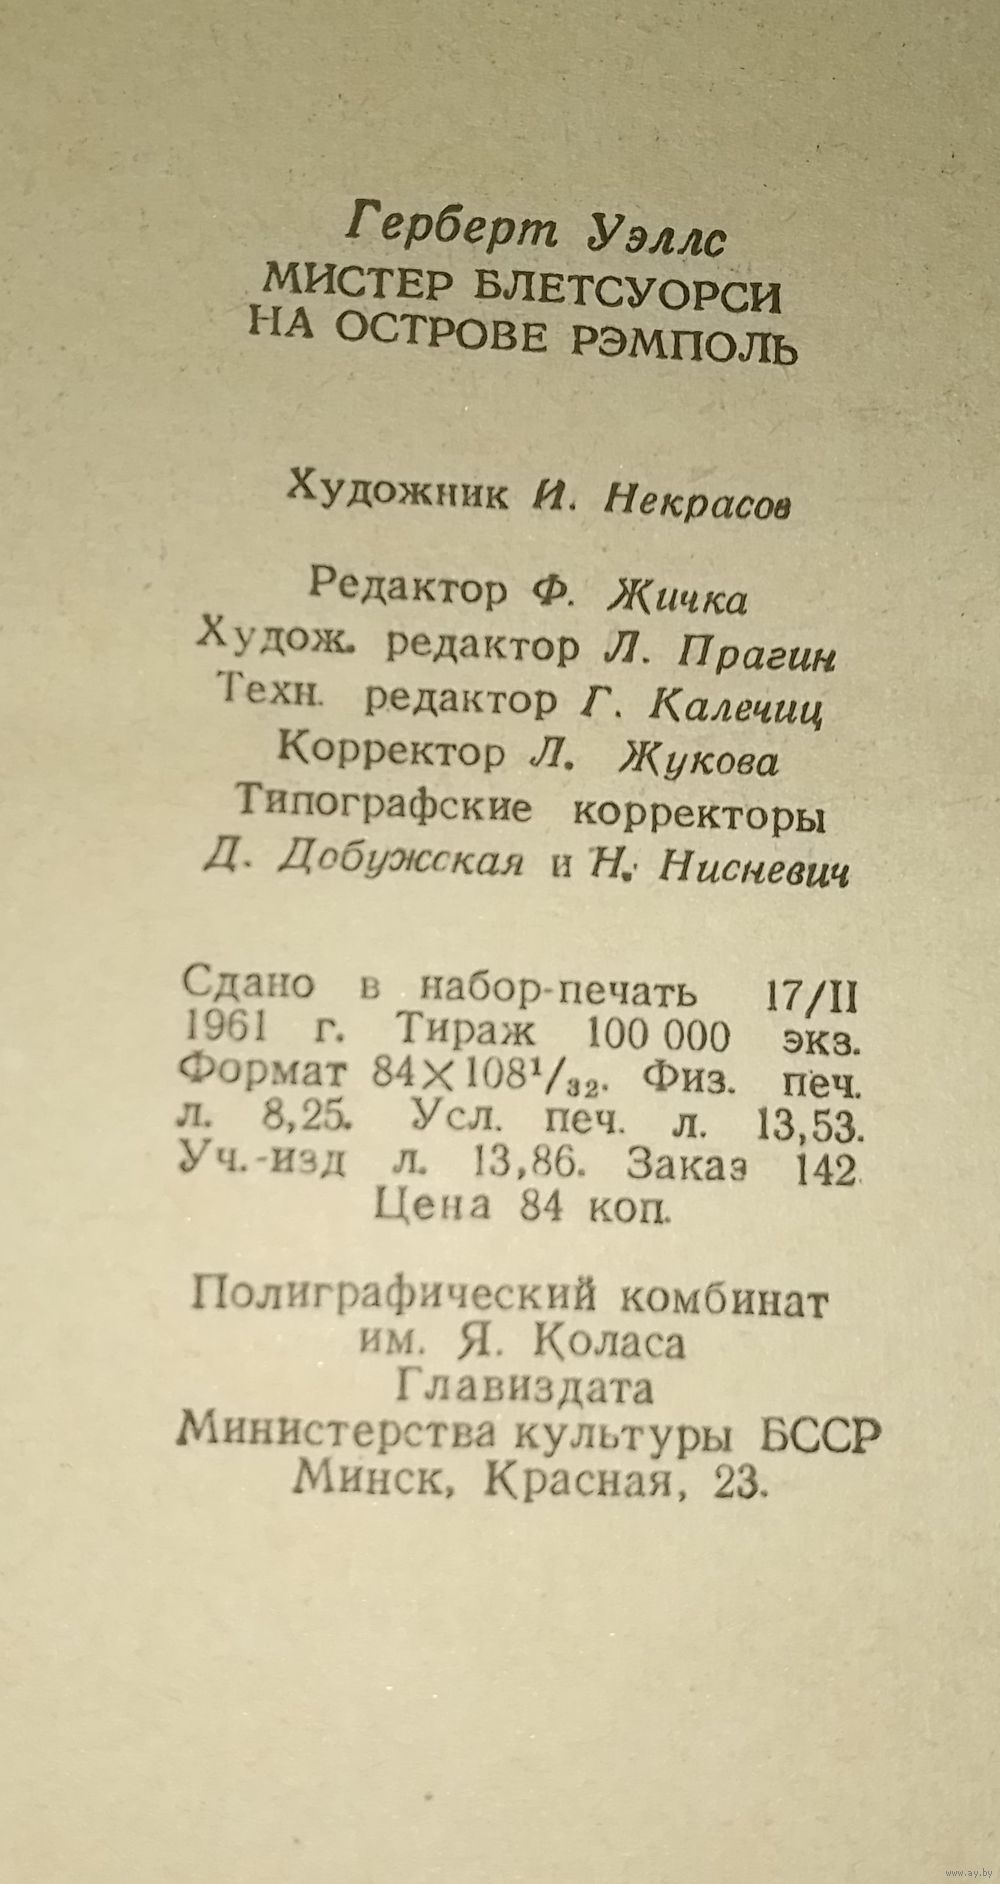 Герберт Уэллс
МИСТЕР БЛЕТСУОРСИ
НА ОСТРОВЕ РЭМПОЛЬ
Художник И. Некрасов
Редактор Ф. Жичка
Худож. редактор Л. Прагин
Техн. редактор Г. Калечиц
Корректор Л. Жукова
Типографские корректоры
Д. Добужская и Н. Нисневич
Сдано в набор-печать 17/II
1961 г. Тираж 100 000 экз.
Формат 84×108¹/₃₂. Физ. печ.
л. 8,25. Усл. печ. л. 13,53.
Уч.-изд л. 13,86. Заказ 142.
Цена 84 коп.
Полиграфический комбинат
им. Я. Коласа
Главиздата
Министерства культуры БССР
Минск, Красная, 23.
www.ay.by